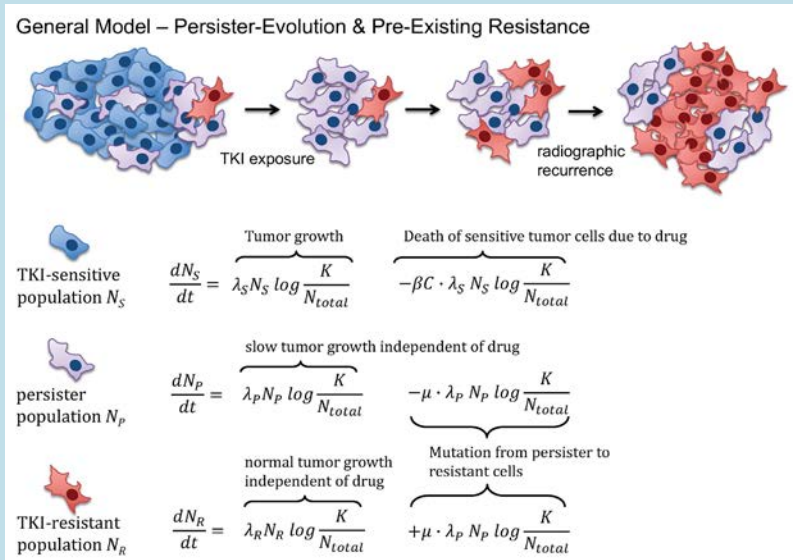 General Model – Persister-Evolution & Pre-Existing Resistance
TKI exposure
radiographic
recurrence
Tumor growth
Death of sensitive tumor cells due to drug
TKI-sensitive
population N_S
dN_S/dt = λ_S N_S log K/N_total −βC · λ_S N_S log K/N_total
slow tumor growth independent of drug
persister
population N_P
dN_P/dt = λ_P N_P log K/N_total −μ · λ_P N_P log K/N_total
Mutation from persister to
resistant cells
normal tumor growth
independent of drug
TKI-resistant
population N_R
dN_R/dt = λ_R N_R log K/N_total +μ · λ_P N_P log K/N_total